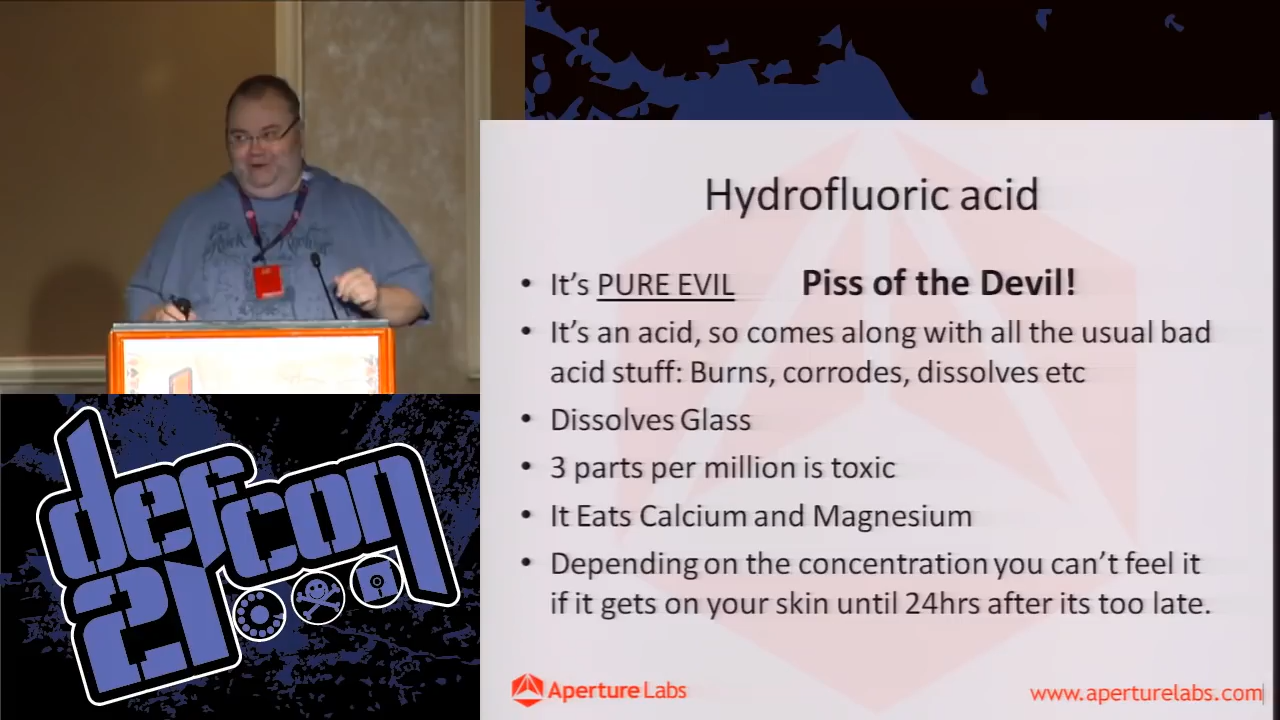 Hydrofluoric acid
• It's PURE EVIL Piss of the Devil!
• It's an acid, so comes along with all the usual bad
acid stuff: Burns, corrodes, dissolves etc
• Dissolves Glass
• 3 parts per million is toxic
• It Eats Calcium and Magnesium
• Depending on the concentration you can't feel it
if it gets on your skin until 24hrs after its too late.
Aperture Labs
www.aperturelabs.com
defcon
21